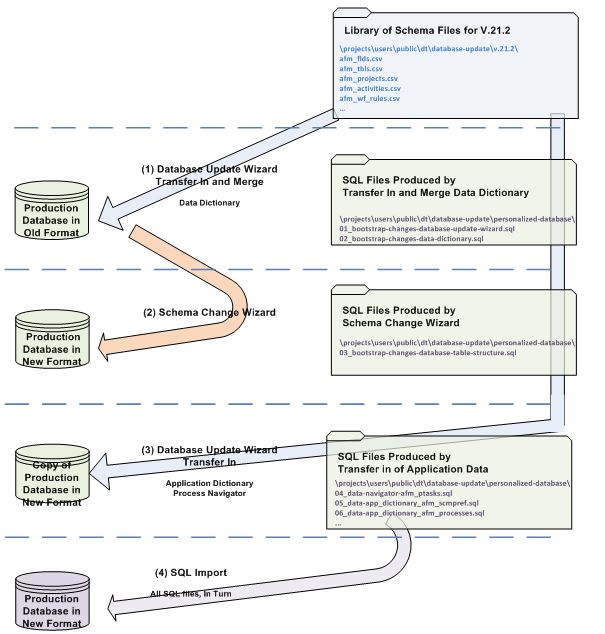 Library of Schema Files for V.21.2
\projects\users\public\dt\database-update\v.21.2\
afm_flds.csv
afm_tbls.csv
afm_projects.csv
afm_activities.csv
afm_wf_rules.csv
...
(1) Database Update Wizard
Transfer In and Merge
Data Dictionary
Production
Database in
Old Format
SQL Files Produced by
Transfer In and Merge Data Dictionary
\projects\users\public\dt\database-update\personalized-database\
01_bootstrap-changes-database-update-wizard.sql
02_bootstrap-changes-data-dictionary.sql
(2) Schema Change Wizard
Production
Database in
New Format
SQL Files Produced by
Schema Change Wizard
\projects\users\public\dt\database-update\personalized-database\
03_bootstrap-changes-database-table-structure.sql
(3) Database Update Wizard
Transfer In
Application Dictionary
Process Navigator
Copy of
Production
Database in
New Format
SQL Files Produced by
Transfer in of Application Data
\projects\users\public\dt\database-update\personalized-database\
04_data-navigator-afm_ptasks.sql
05_data-app_dictionary_afm_scmpref.sql
06_data-app_dictionary_afm_processes.sql
...
(4) SQL Import
All SQL files, In Turn
Production
Database in
New Format